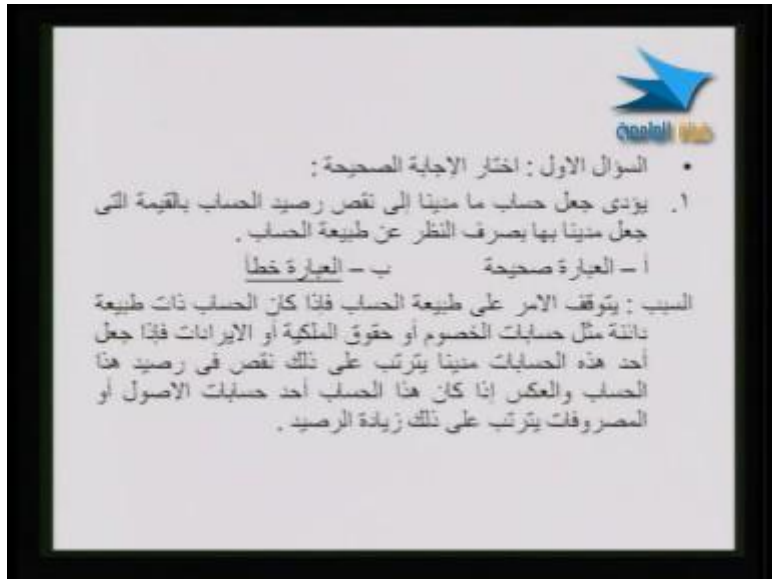 قناة الجامعة
• السؤال الاول : اختار الاجابة الصحيحة :
١. يؤدى جعل حساب ما مدينا إلى نقص رصيد الحساب بالقيمة التى
جعل مدينا بها بصرف النظر عن طبيعة الحساب .
أ – العبارة صحيحة ب – العبارة خطأ
السبب : يتوقف الامر على طبيعة الحساب فاذا كان الحساب ذات طبيعة
دائنة مثل حسابات الخصوم أو حقوق الملكية أو الايرادات فإذا جعل
أحد هذه الحسابات مدينا يترتب على ذلك نقص فى رصيد هذا
الحساب والعكس إذا كان هذا الحساب أحد حسابات الاصول أو
المصروفات يترتب على ذلك زيادة الرصيد .